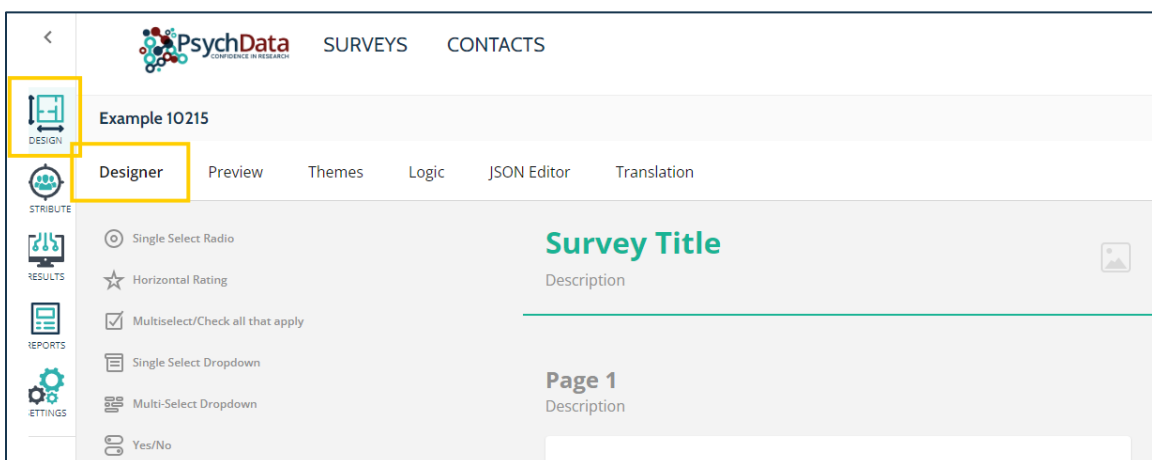 PsychData
CONFIDENCE IN RESEARCH
SURVEYS CONTACTS
DESIGN
Example 10215
Designer Preview Themes Logic JSON Editor Translation
STRIBUTE
RESULTS
REPORTS
ETTINGS
Single Select Radio
Horizontal Rating
Multiselect/Check all that apply
Single Select Dropdown
Multi-Select Dropdown
Yes/No
Survey Title
Description
Page 1
Description